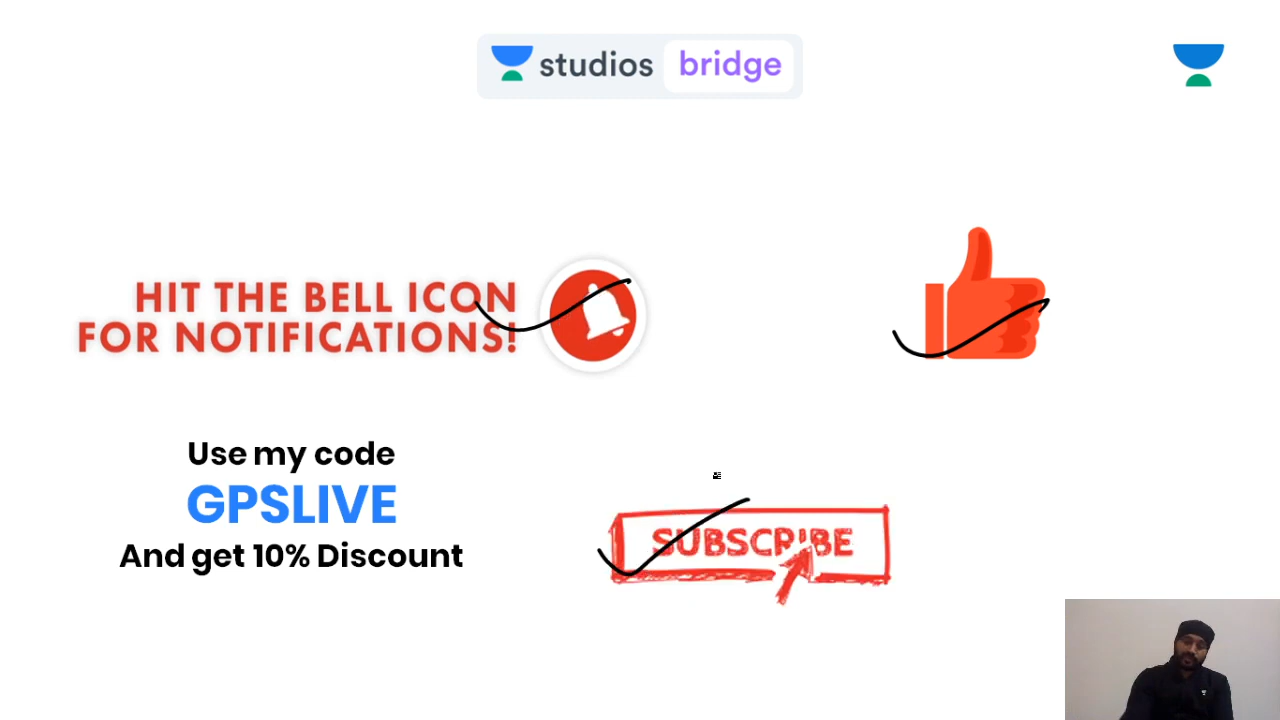 studios bridge
HIT THE BELL ICON
FOR NOTIFICATIONS!
Use my code
GPSLIVE
And get 10% Discount
SUBSCRIBE